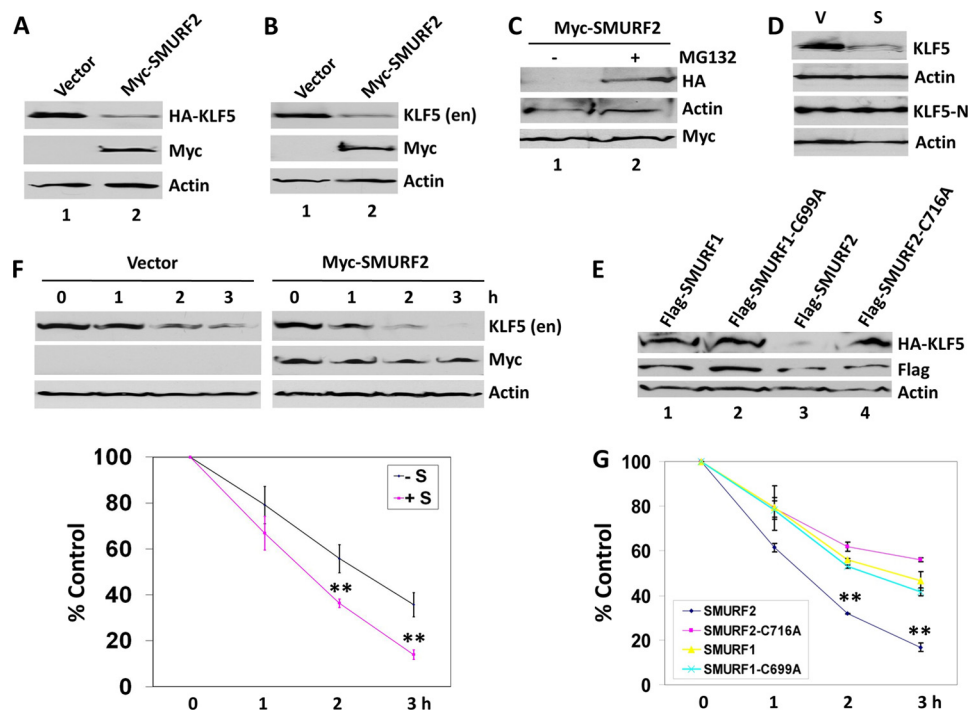 A
Vector
Myc-SMURF2
HA-KLF5
Myc
Actin
1 2
B
Vector
Myc-SMURF2
KLF5 (en)
Myc
Actin
1 2
C
Myc-SMURF2
- + MG132
HA
Actin
Myc
1 2
D
V S
KLF5
Actin
KLF5-N
Actin
F
Vector Myc-SMURF2
0 1 2 3 0 1 2 3 h
KLF5 (en)
Myc
Actin
E
Flag-SMURF1
Flag-SMURF1-C699A
Flag-SMURF2
Flag-SMURF2-C716A
HA-KLF5
Flag
Actin
1 2 3 4
% Control
100
80
60
40
20
0
- S
+ S
**
**
0 1 2 3 h
G
% Control
100
80
60
40
20
0
**
**
SMURF2
SMURF2-C716A
SMURF1
SMURF1-C699A
0 1 2 3 h